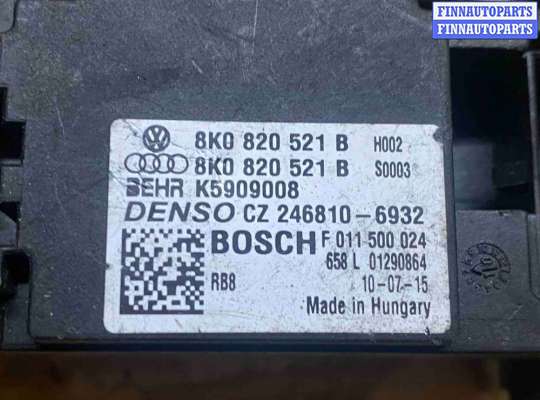 FINNAUTOPARTS
FINNAUTOPARTS
8K0 820 521 B H002
8K0 820 521 B S0003
BEHR K5909008
DENSO CZ 246810-6932
BOSCH F 011 500 024
658 L 01290864
RB8 10-07-15
Made in Hungary